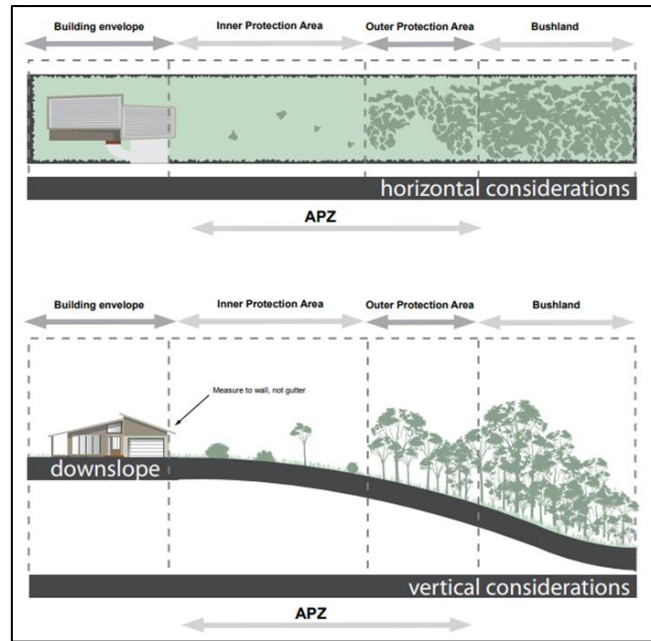 Building envelope Inner Protection Area Outer Protection Area Bushland
horizontal considerations
APZ
Building envelope Inner Protection Area Outer Protection Area Bushland
Measure to wall, not gutter
downslope
vertical considerations
APZ